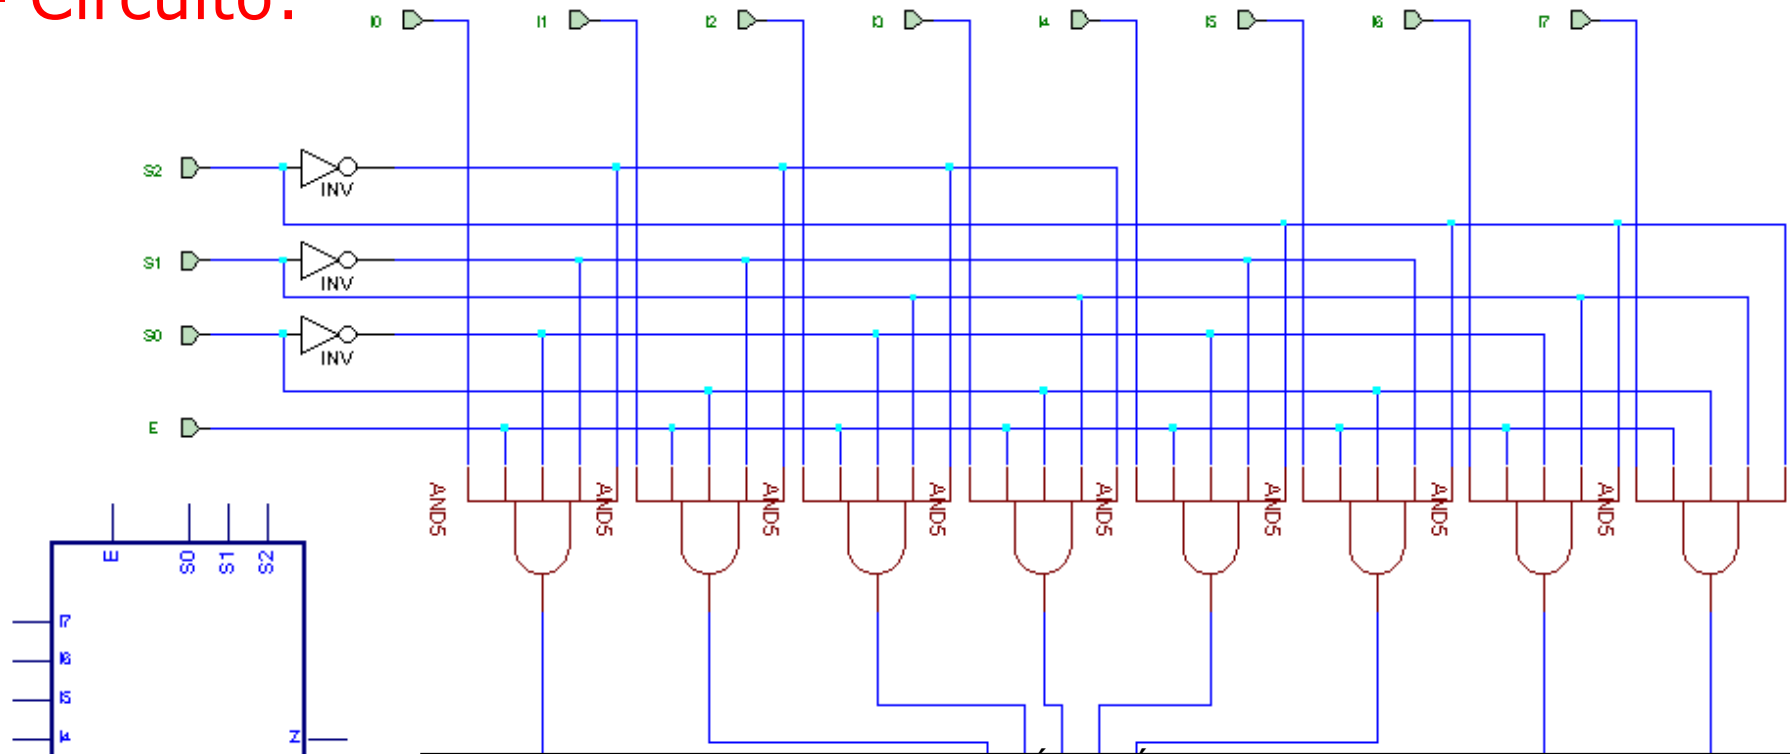 Circuito:
I0 I1 I2 I3 I4 I5 I6 I7
S2
INV
S1
INV
S0
INV
E
AND5 AND5 AND5 AND5 AND5 AND5 AND5
E S0 S1 S2
I7
I6
I5
I4 Z